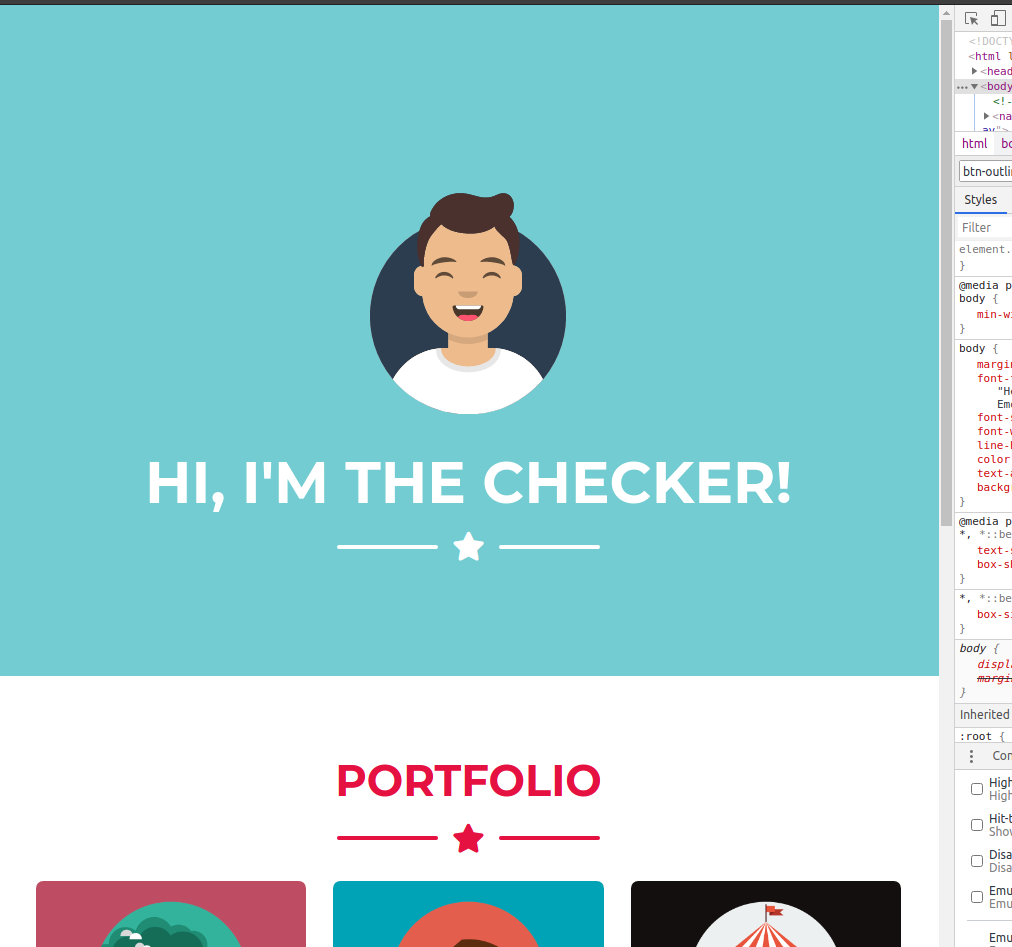 HI, I'M THE CHECKER!
PORTFOLIO
<!DOCTY
<html l
<head
<body
<!-
<na
av">
html bo
btn-outli
Styles
Filter
element.
}
@media p
body {
min-wi
}
body {
margin
font-
"He
Emo
font-s
font-w
line-h
color
text-a
backg
}
@media p
*, *::be
text-s
box-sh
}
*, *::be
box-si
}
body {
displa
margi
}
Inherited
:root {
Con
High
High
Hit-t
Show
Disa
Disa
Emu
Emu
Emu